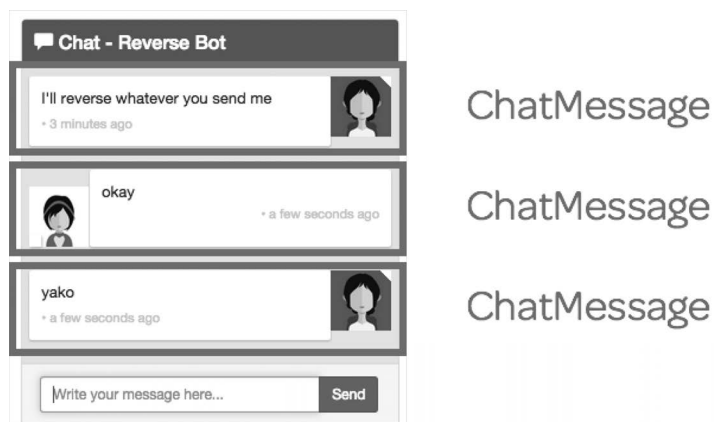 Chat - Reverse Bot
I'll reverse whatever you send me
• 3 minutes ago
ChatMessage
okay
• a few seconds ago
ChatMessage
yako
• a few seconds ago
ChatMessage
Write your message here...
Send